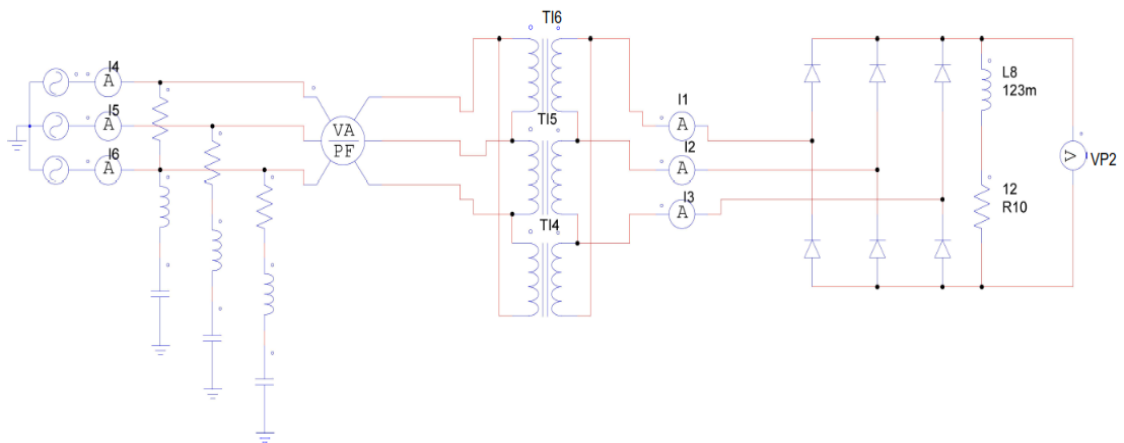 TI6
I4
A
I5
A
I6
A
VA
PF
TI5
TI4
I1
A
I2
A
I3
A
L8
123m
12
R10
V
VP2